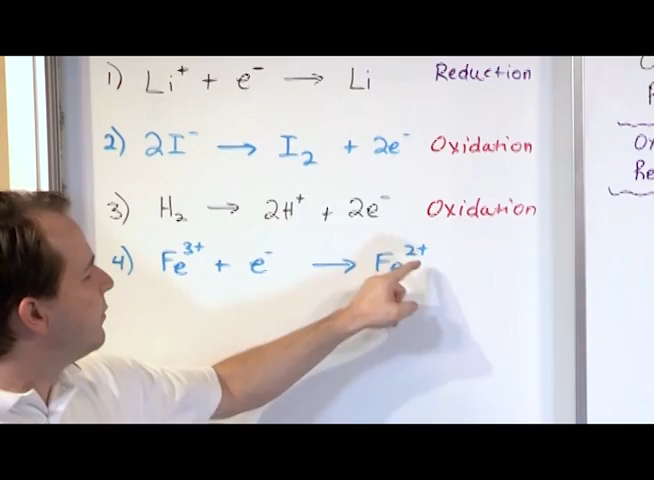 1) Li⁺ + e⁻ → Li Reduction
2) 2I⁻ → I₂ + 2e⁻ Oxidation
3) H₂ → 2H⁺ + 2e⁻ Oxidation
4) Fe³⁺ + e⁻ → Fe²⁺